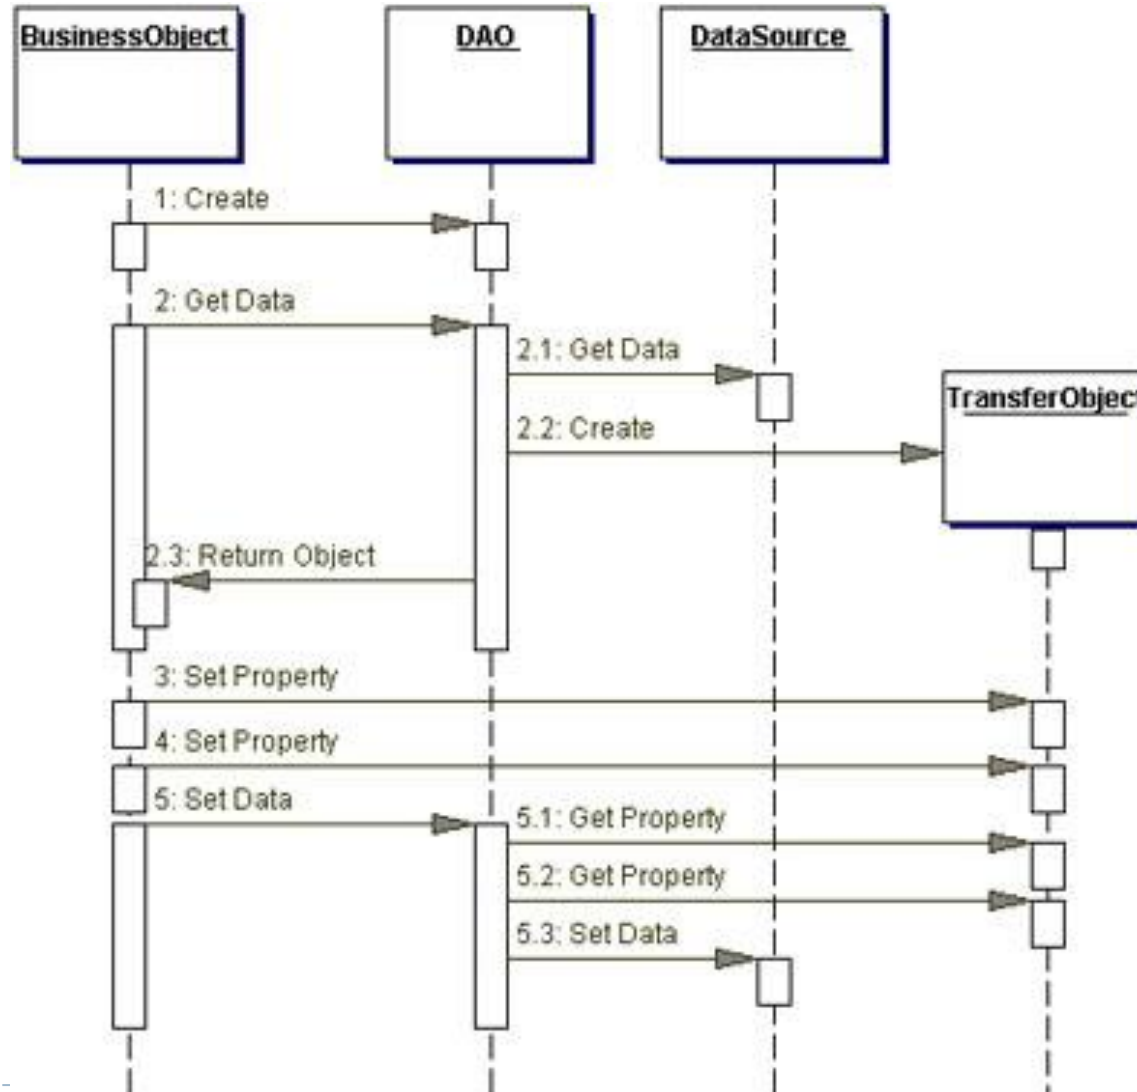 BusinessObject
DAO
DataSource
1: Create
2: Get Data
2.1: Get Data
TransferObject
2.2: Create
2.3: Return Object
3: Set Property
4: Set Property
5: Set Data
5.1: Get Property
5.2: Get Property
5.3: Set Data